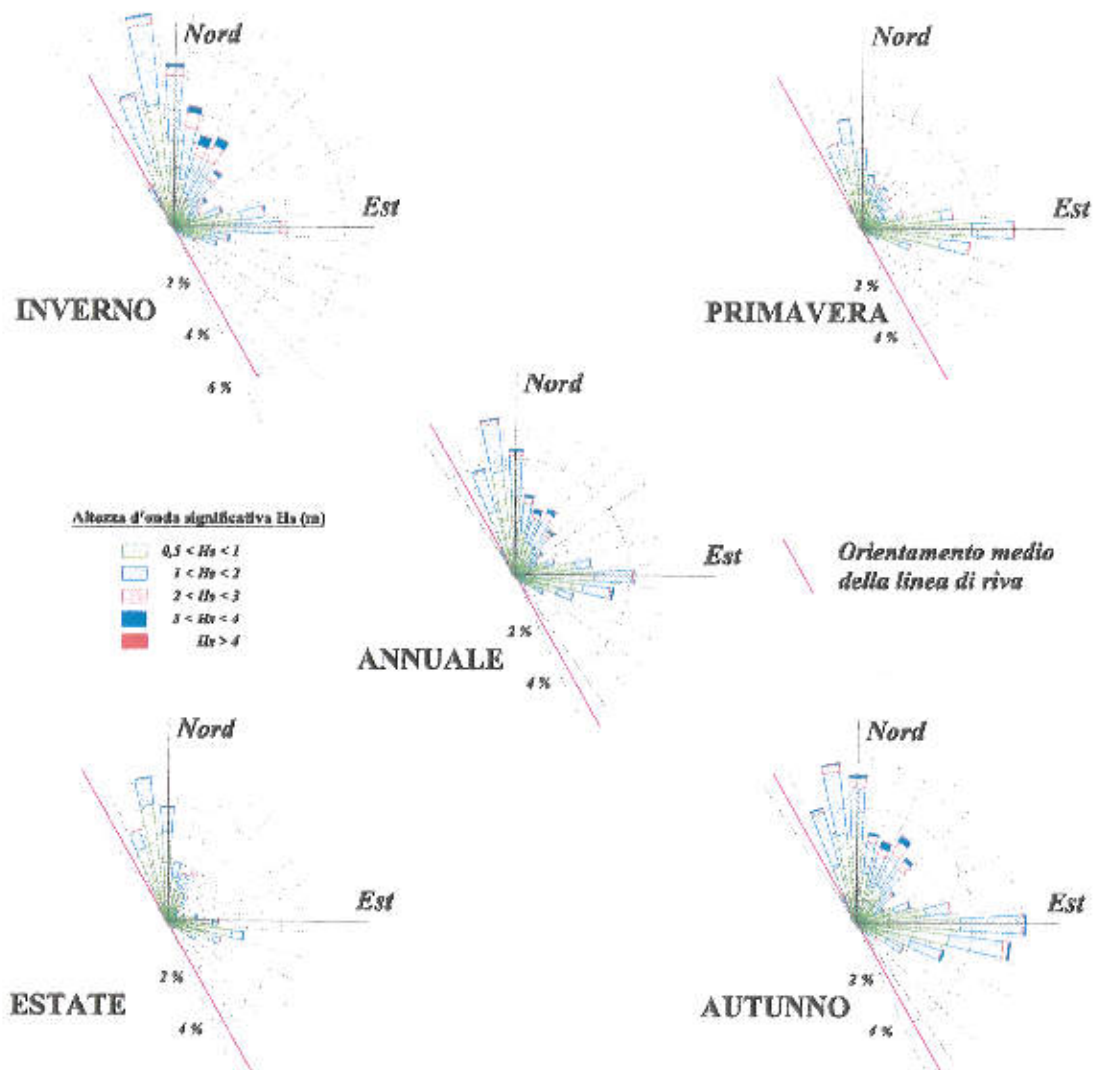 Nord
Est
2 %
4 %
6 %
INVERNO
Nord
Est
2 %
4 %
PRIMAVERA
Nord
Est
2 %
4 %
ANNUALE
Altezza d'onda significativa Hs (m)
0,5 < Hs < 1
1 < Hs < 2
2 < Hs < 3
3 < Hs < 4
Hs > 4
Orientamento medio
della linea di riva
Nord
Est
2 %
4 %
ESTATE
Nord
Est
2 %
4 %
AUTUNNO